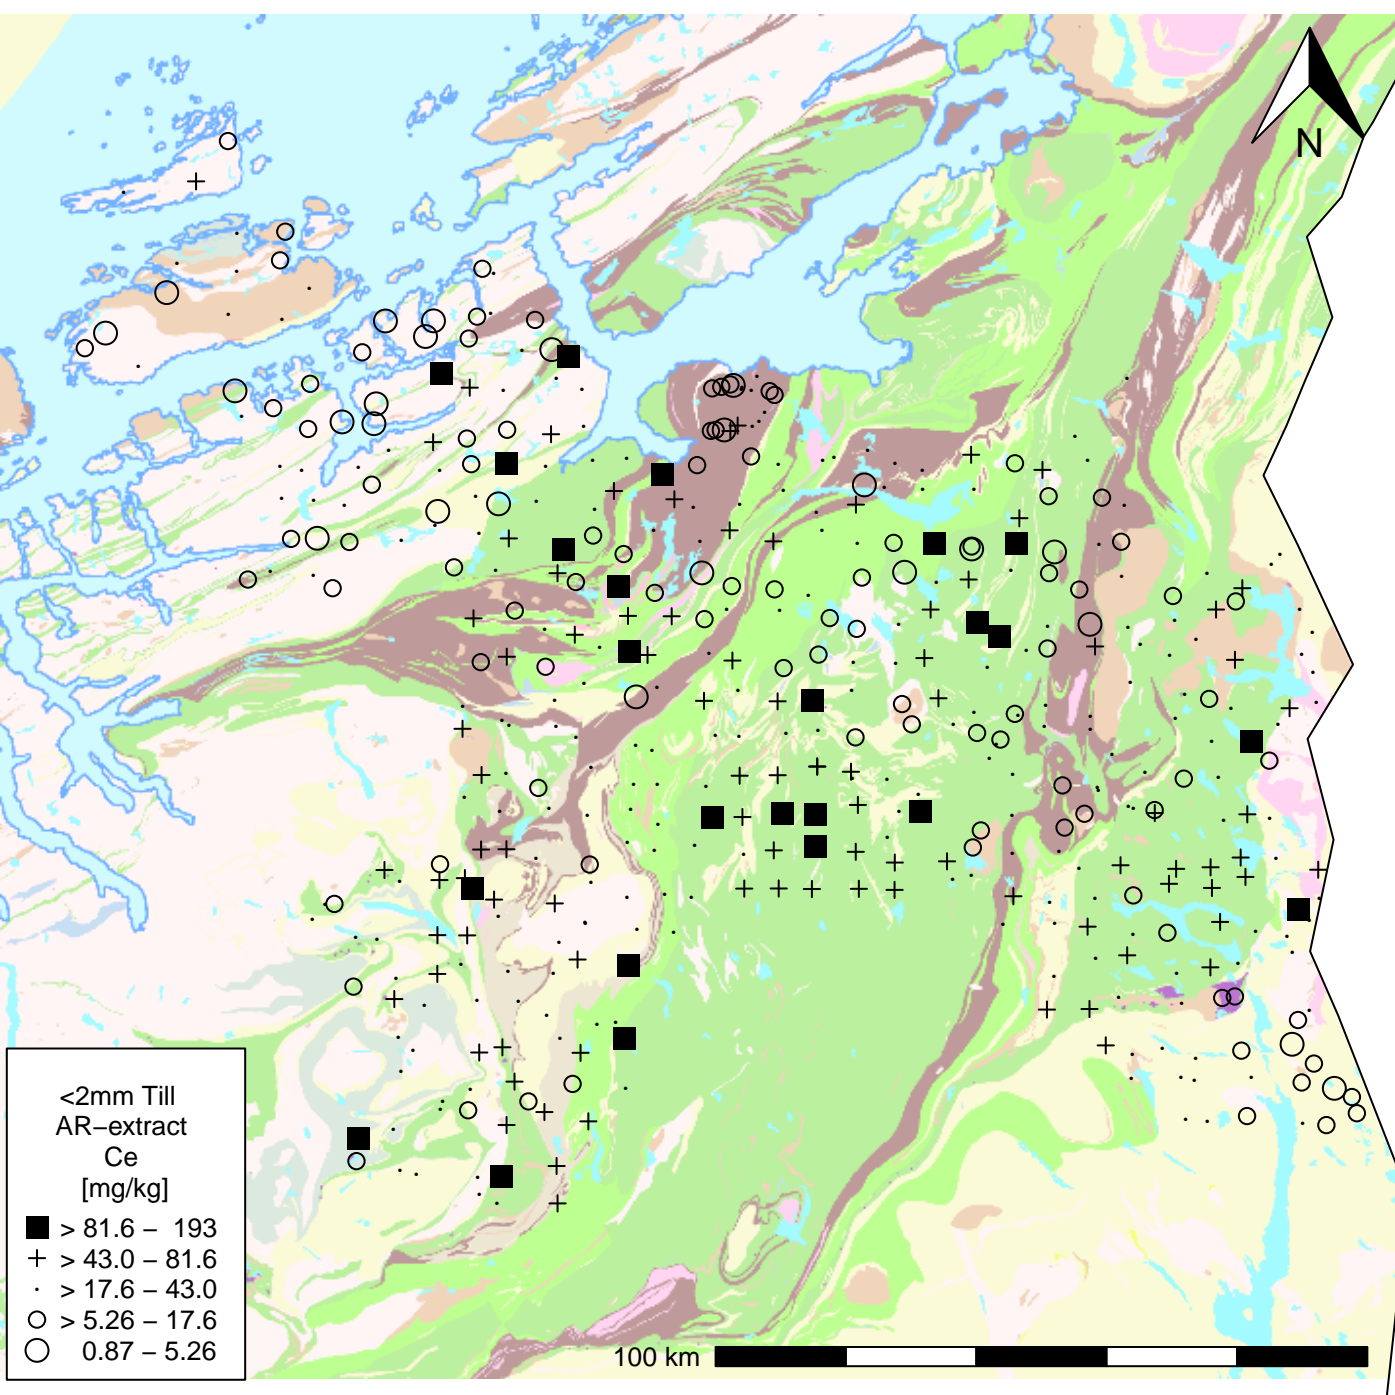 N
<2mm Till
AR−extract
Ce
[mg/kg]
> 81.6 − 193
> 43.0 − 81.6
> 17.6 − 43.0
> 5.26 − 17.6
0.87 − 5.26
100 km